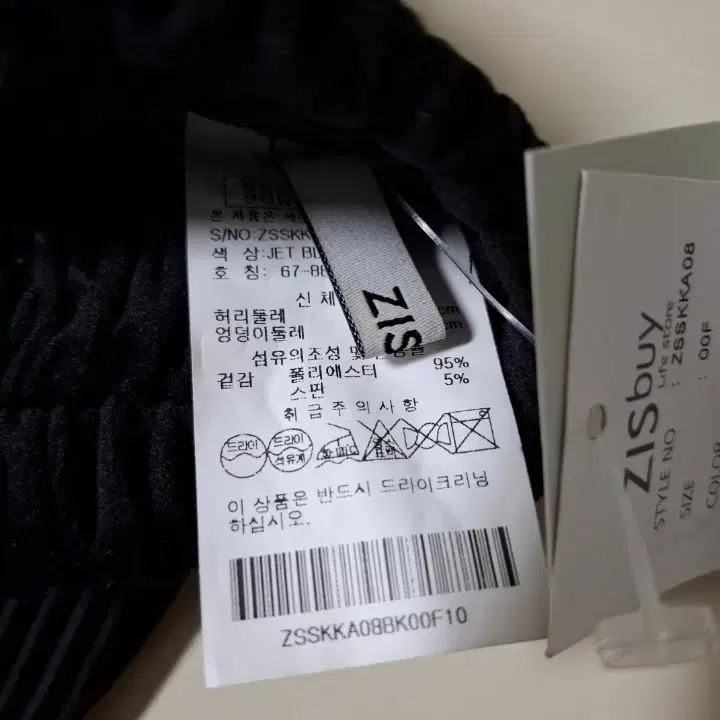 본 제품은
S/NO:ZSSKK
색 상:JET BL
호 칭: 67-88
신 체
허리둘레 cm
엉덩이둘레 cm
섬유의조성 및
겉감 폴리에스터 95%
스판 5%
취급주의사항
드라이 드라이 석유계
이 상품은 반드시 드라이크리닝
하십시오.
ZSSKKA08BK00F10
ZIS
ZISbuy
Life store
STYLE NO : ZSSKKA08
SIZE : 00F
COLOR